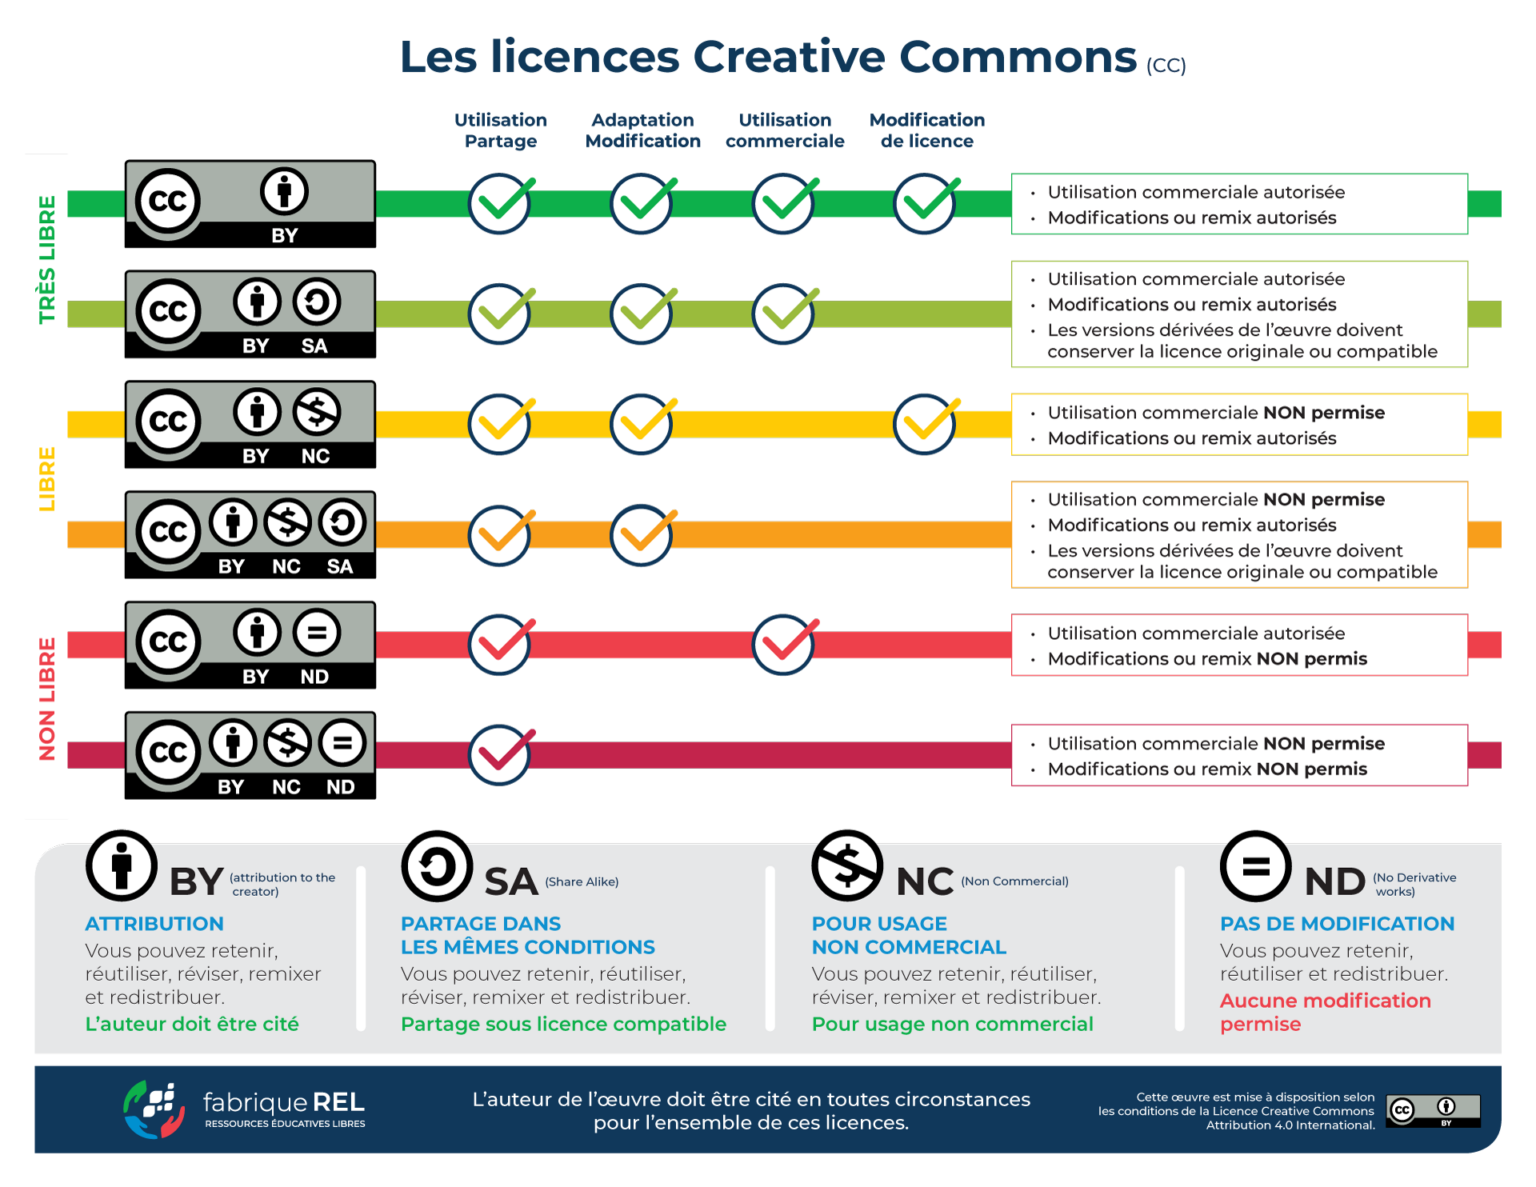 Les licences Creative Commons (CC)
Utilisation
Partage
Adaptation
Modification
Utilisation
commerciale
Modification
de licence
TRÈS LIBRE
CC
BY
• Utilisation commerciale autorisée
• Modifications ou remix autorisés
CC
BY SA
• Utilisation commerciale autorisée
• Modifications ou remix autorisés
• Les versions dérivées de l'œuvre doivent
conserver la licence originale ou compatible
LIBRE
CC
BY NC
• Utilisation commerciale NON permise
• Modifications ou remix autorisés
CC
BY NC SA
• Utilisation commerciale NON permise
• Modifications ou remix autorisés
• Les versions dérivées de l'œuvre doivent
conserver la licence originale ou compatible
NON LIBRE
CC
BY ND
• Utilisation commerciale autorisée
• Modifications ou remix NON permis
CC
BY NC ND
• Utilisation commerciale NON permise
• Modifications ou remix NON permis
BY (attribution to the
creator)
ATTRIBUTION
Vous pouvez retenir,
réutiliser, réviser, remixer
et redistribuer.
L'auteur doit être cité
SA (Share Alike)
PARTAGE DANS
LES MÊMES CONDITIONS
Vous pouvez retenir, réutiliser,
réviser, remixer et redistribuer.
Partage sous licence compatible
NC (Non Commercial)
POUR USAGE
NON COMMERCIAL
Vous pouvez retenir, réutiliser,
réviser, remixer et redistribuer.
Pour usage non commercial
ND (No Derivative
works)
PAS DE MODIFICATION
Vous pouvez retenir,
réutiliser et redistribuer.
Aucune modification
permise
fabrique REL
RESSOURCES ÉDUCATIVES LIBRES
L'auteur de l'œuvre doit être cité en toutes circonstances
pour l'ensemble de ces licences.
Cette œuvre est mise à disposition selon
les conditions de la Licence Creative Commons
Attribution 4.0 International.
CC
BY